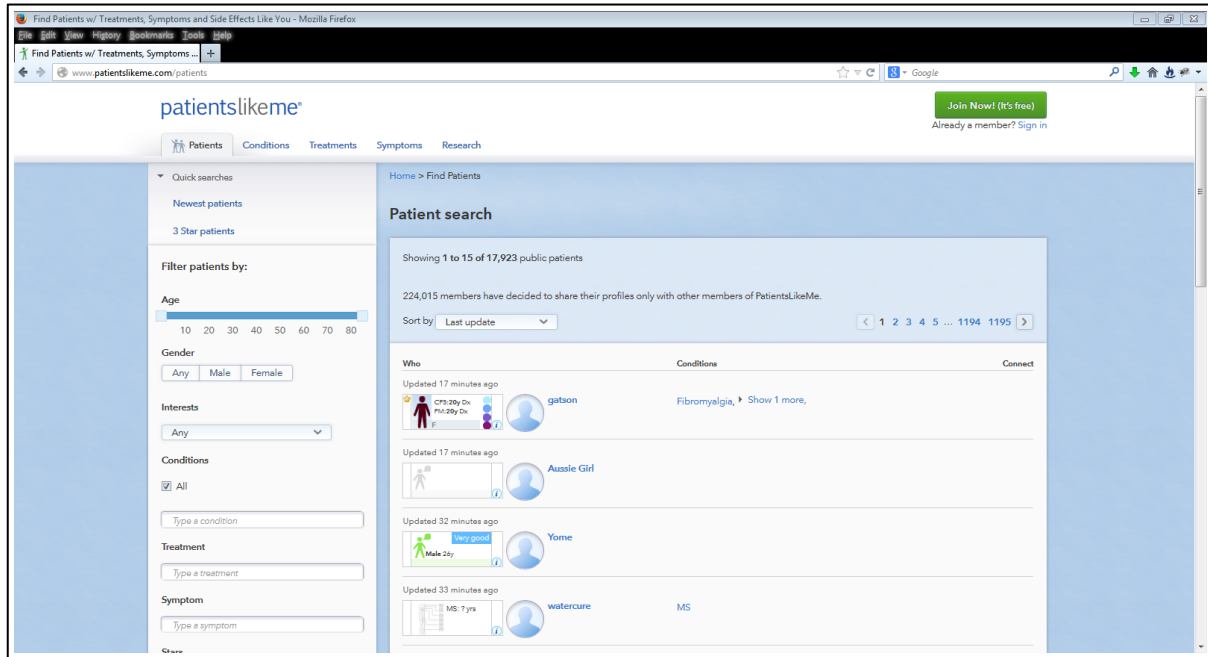 Find Patients w/ Treatments, Symptoms and Side Effects Like You - Mozilla Firefox
File Edit View History Bookmarks Tools Help
Find Patients w/ Treatments, Symptoms ... +
www.patientslikeme.com/patients
Google
patientslikeme®
Join Now! (It's free)
Already a member? Sign in
Patients Conditions Treatments Symptoms Research
Quick searches
Newest patients
3 Star patients
Filter patients by:
Age
10 20 30 40 50 60 70 80
Gender
Any Male Female
Interests
Any
Conditions
All
Type a condition
Treatment
Type a treatment
Symptom
Type a symptom
Stars
Home > Find Patients
Patient search
Showing 1 to 15 of 17,923 public patients
224,015 members have decided to share their profiles only with other members of PatientsLikeMe.
Sort by Last update
< 1 2 3 4 5 ... 1194 1195 >
Who Conditions Connect
Updated 17 minutes ago
CFS:20y Dx
FM:20y Dx
F
gatson
Fibromyalgia, Show 1 more,
Updated 17 minutes ago
Aussie Girl
Updated 32 minutes ago
Very good
Male 26y
Yome
Updated 33 minutes ago
MS: ? yrs
watercure
MS